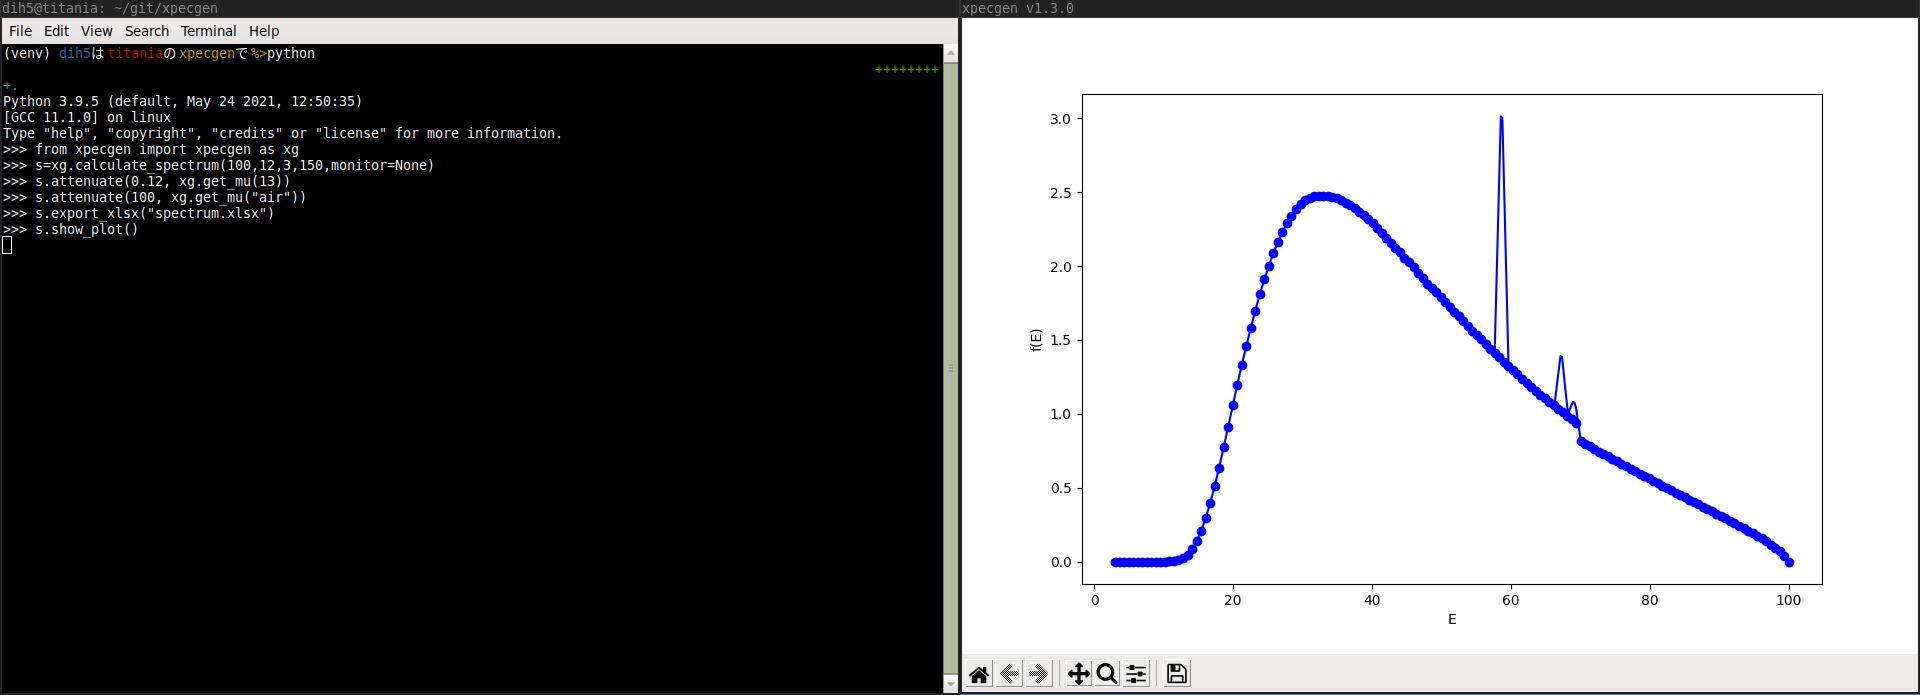 dih5@titania: ~/git/xpecgen
File Edit View Search Terminal Help
(venv) dih5は titaniaの xpecgenで %>python
++++++++
+.
Python 3.9.5 (default, May 24 2021, 12:50:35)
[GCC 11.1.0] on linux
Type "help", "copyright", "credits" or "license" for more information.
>>> from xpecgen import xpecgen as xg
>>> s=xg.calculate_spectrum(100,12,3,150,monitor=None)
>>> s.attenuate(0.12, xg.get_mu(13))
>>> s.attenuate(100, xg.get_mu("air"))
>>> s.export_xlsx("spectrum.xlsx")
>>> s.show_plot()
xpecgen v1.3.0
3.0
2.5
2.0
1.5
1.0
0.5
0.0
f(E)
0 20 40 60 80 100
E